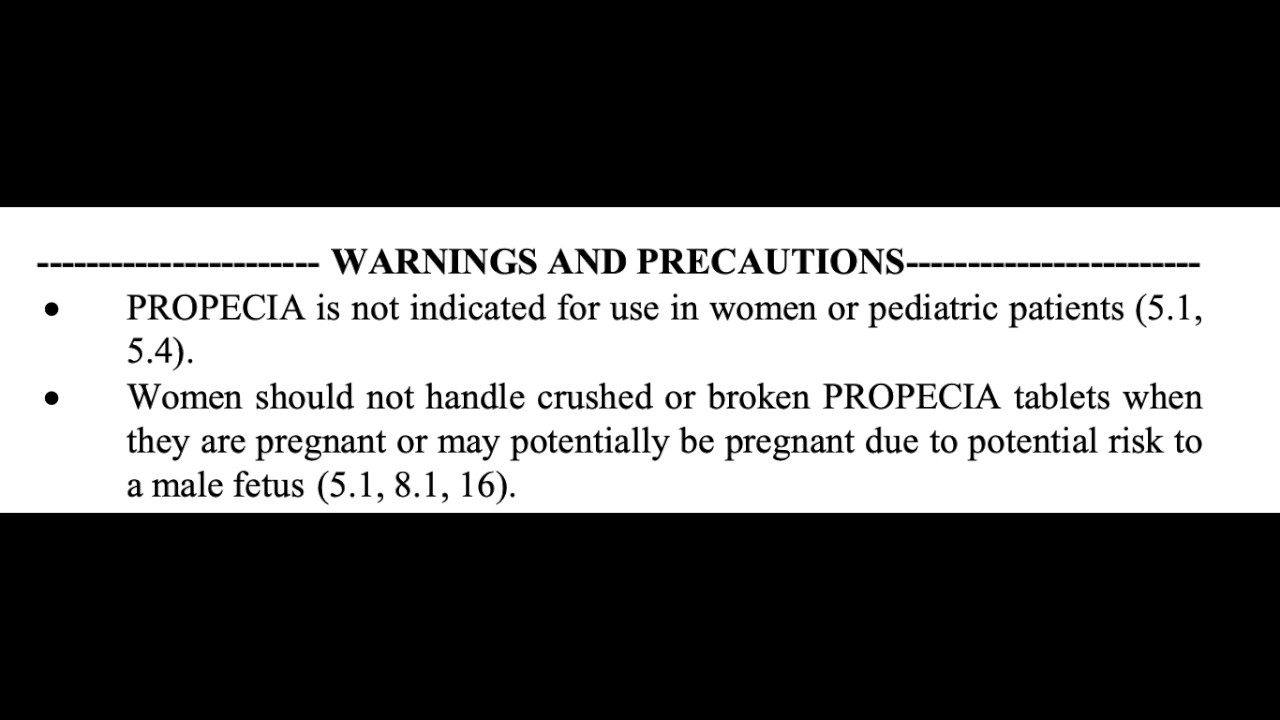 ----------------------- WARNINGS AND PRECAUTIONS------------------------
• PROPECIA is not indicated for use in women or pediatric patients (5.1,
5.4).
• Women should not handle crushed or broken PROPECIA tablets when
they are pregnant or may potentially be pregnant due to potential risk to
a male fetus (5.1, 8.1, 16).